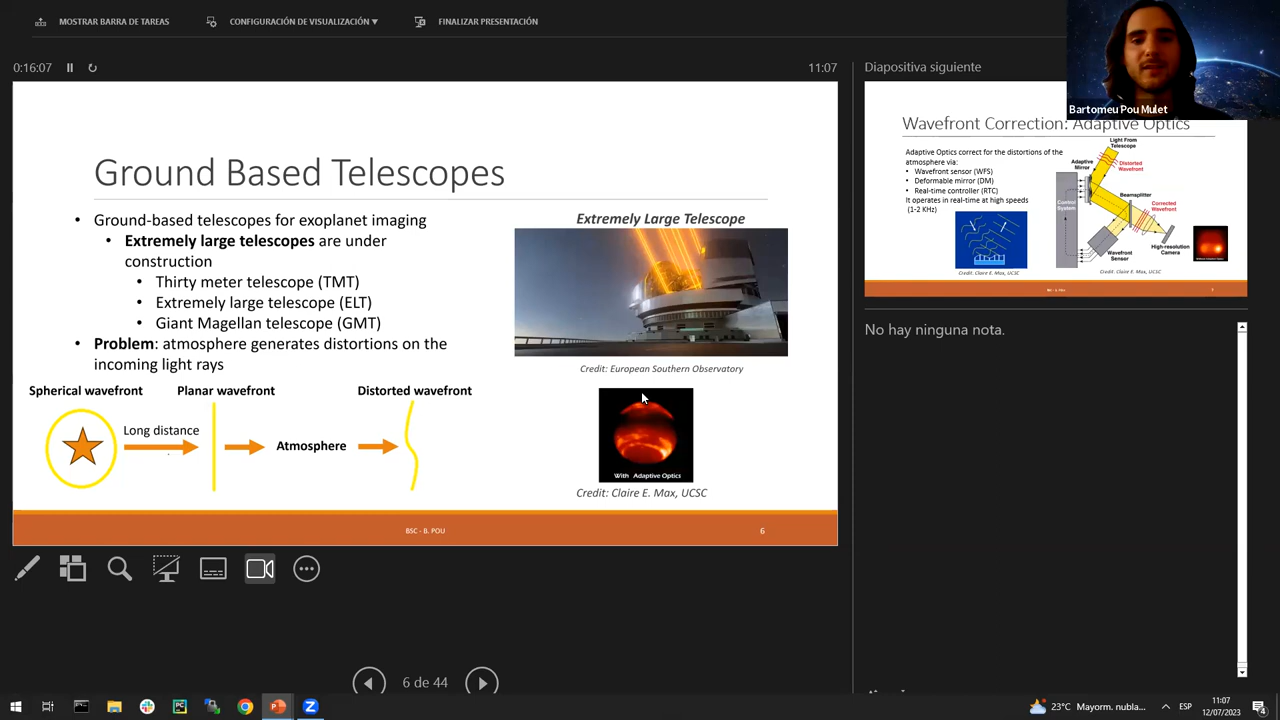 MOSTRAR BARRA DE TAREAS
CONFIGURACIÓN DE VISUALIZACIÓN ▼
FINALIZAR PRESENTACIÓN
0:16:07
11:07
Ground Based Telescopes
• Ground-based telescopes for exoplanet imaging
• Extremely large telescopes are under
construction
• Thirty meter telescope (TMT)
• Extremely large telescope (ELT)
• Giant Magellan telescope (GMT)
• Problem: atmosphere generates distortions on the
incoming light rays
Extremely Large Telescope
Credit: European Southern Observatory
Spherical wavefront
Planar wavefront
Distorted wavefront
Long distance
Atmosphere
With Adaptive Optics
Credit: Claire E. Max, UCSC
BSC - B. POU
6
Diapositiva siguiente
Bartomeu Pou Mulet
Wavefront Correction: Adaptive Optics
Adaptive Optics correct for the distortions of the
atmosphere via:
• Wavefront sensor (WFS)
• Deformable mirror (DM)
• Real-time controller (RTC)
It operates in real-time at high speeds
(1-2 KHz)
Credit: Claire E. Max, UCSC
Light From
Telescope
Adaptive
Mirror
Distorted
Wavefront
Beamsplitter
Control
System
Corrected
Wavefront
Wavefront
Sensor
High-resolution
Camera
Credit: Claire E. Max, UCSC
BSC - B. POU
No hay ninguna nota.
6 de 44
23°C Mayorm. nubla...
ESP
11:07
12/07/2023